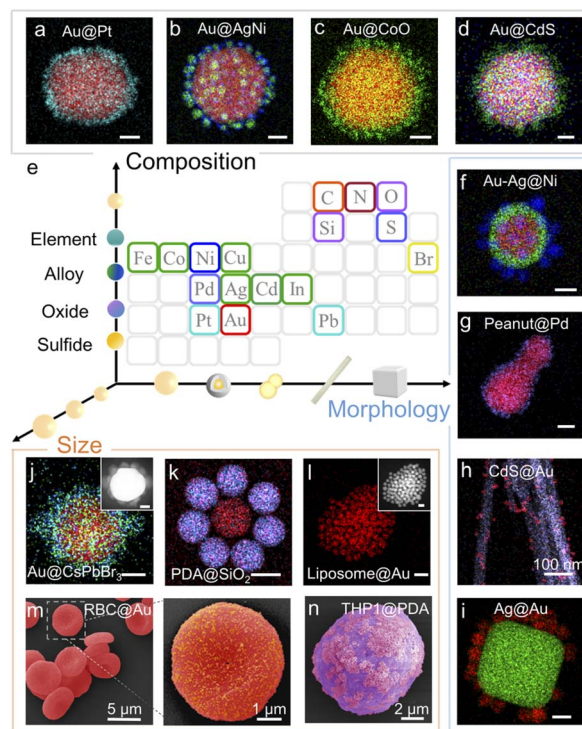 a Au@Pt
b Au@AgNi
c Au@CoO
d Au@CdS
e Composition
Element
Alloy
Oxide
Sulfide
C N O
Si S
Fe Co Ni Cu Br
Pd Ag Cd In
Pt Au Pb
Morphology
Size
f Au-Ag@Ni
g Peanut@Pd
h CdS@Au
100 nm
i Ag@Au
j Au@CsPbBr₃
k PDA@SiO₂
l Liposome@Au
m RBC@Au
5 μm
1 μm
n THP1@PDA
2 μm